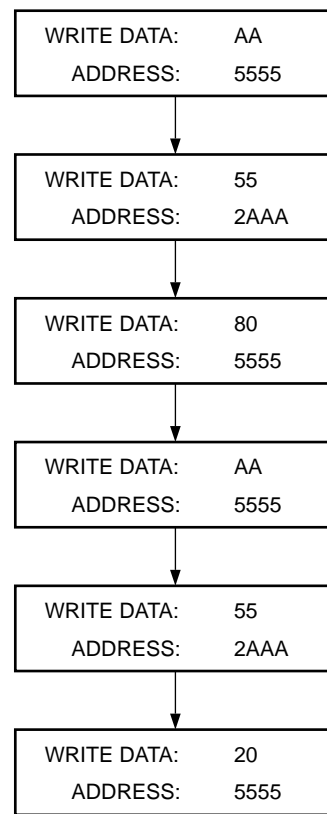 WRITE DATA: AA
ADDRESS: 5555
WRITE DATA: 55
ADDRESS: 2AAA
WRITE DATA: 80
ADDRESS: 5555
WRITE DATA: AA
ADDRESS: 5555
WRITE DATA: 55
ADDRESS: 2AAA
WRITE DATA: 20
ADDRESS: 5555